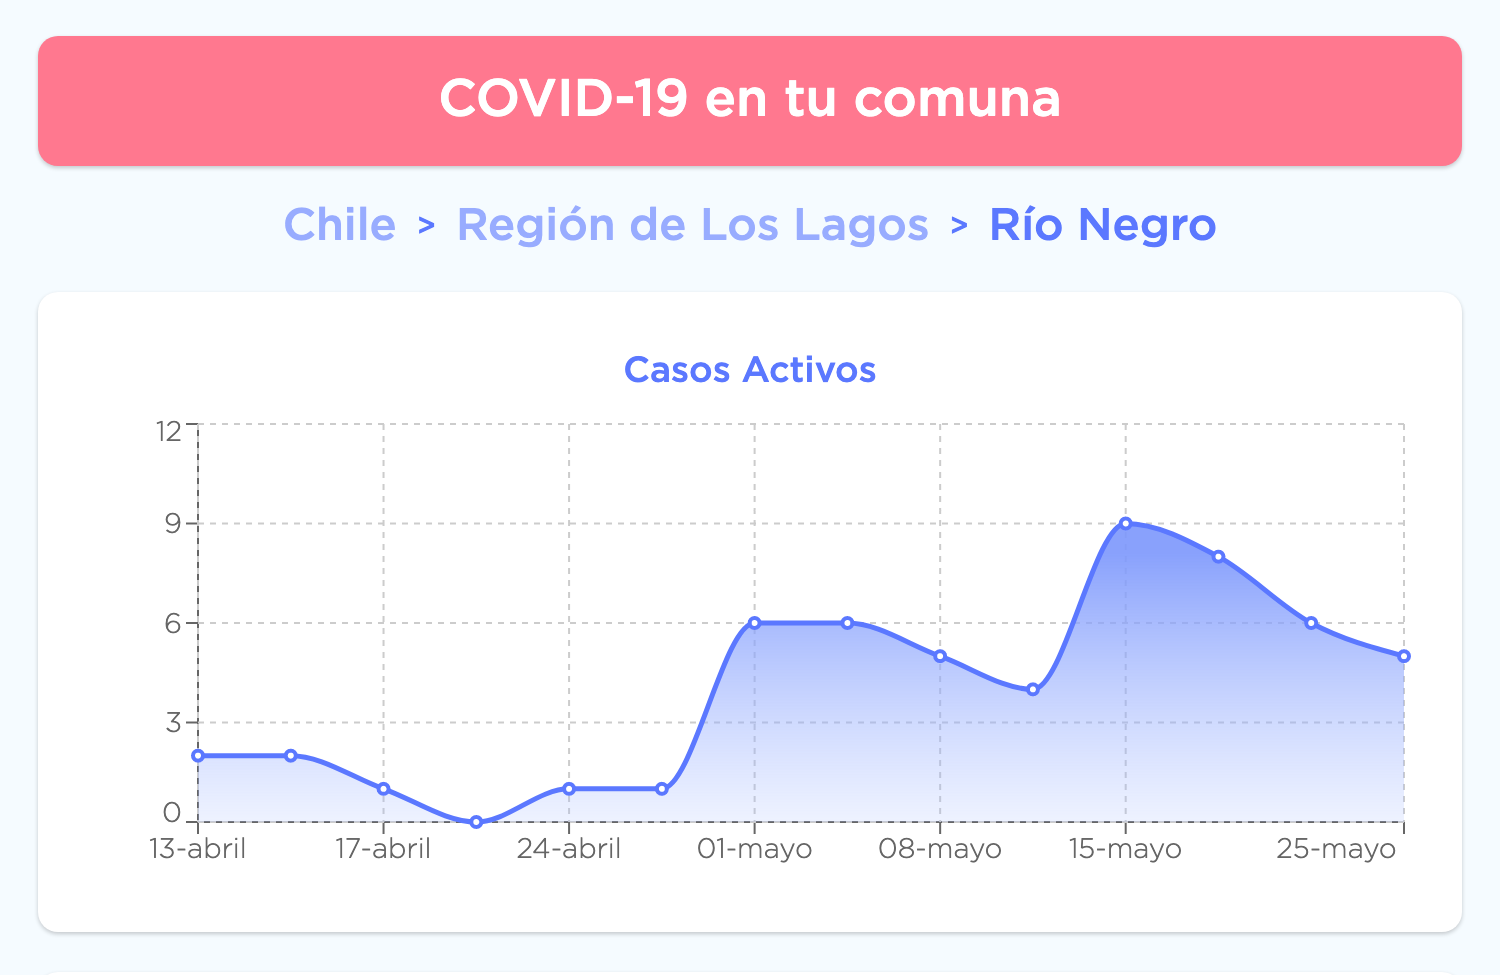 COVID-19 en tu comuna
Chile > Región de Los Lagos > Río Negro
Casos Activos
12
9
6
3
0
13-abril 17-abril 24-abril 01-mayo 08-mayo 15-mayo 25-mayo